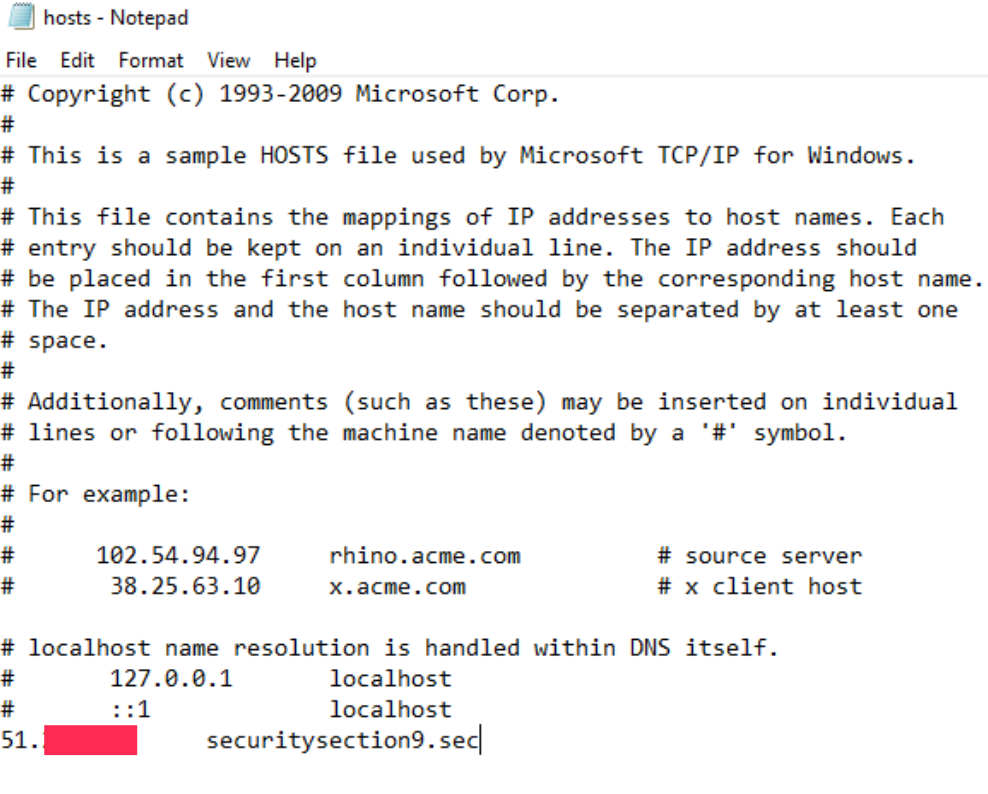 hosts - Notepad
File Edit Format View Help
# Copyright (c) 1993-2009 Microsoft Corp.
#
# This is a sample HOSTS file used by Microsoft TCP/IP for Windows.
#
# This file contains the mappings of IP addresses to host names. Each
# entry should be kept on an individual line. The IP address should
# be placed in the first column followed by the corresponding host name.
# The IP address and the host name should be separated by at least one
# space.
#
# Additionally, comments (such as these) may be inserted on individual
# lines or following the machine name denoted by a '#' symbol.
#
# For example:
#
#      102.54.94.97     rhino.acme.com          # source server
#       38.25.63.10     x.acme.com              # x client host

# localhost name resolution is handled within DNS itself.
#       127.0.0.1       localhost
#       ::1             localhost
51.            securitysection9.sec